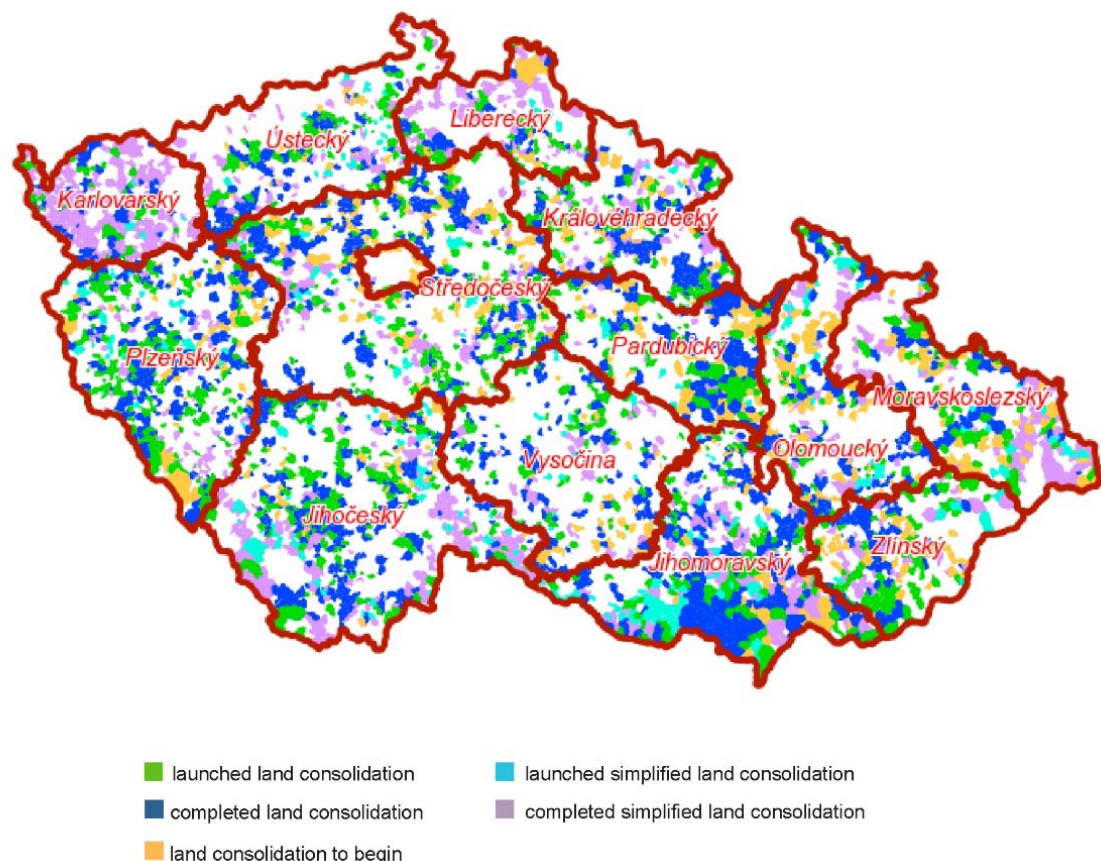 Liberecký
Ústecký
Karlovarský
Královéhradecký
Středočeský
Pardubický
Plzeňský
Moravskoslezský
Olomoucký
Vysočina
Jihočeský
Zlínský
Jihomoravský
launched land consolidation
launched simplified land consolidation
completed land consolidation
completed simplified land consolidation
land consolidation to begin